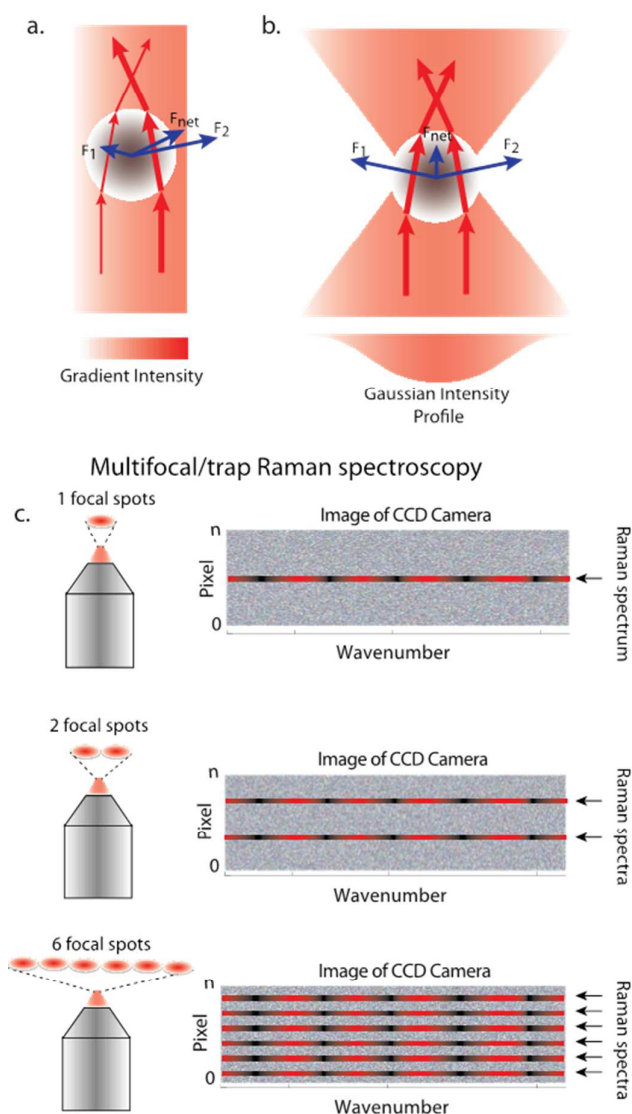 a.
b.
F1
Fnet
F2
F1
Fnet
F2
Gradient Intensity
Gaussian Intensity
Profile
Multifocal/trap Raman spectroscopy
c.
1 focal spots
Image of CCD Camera
n
Pixel
0
Wavenumber
Raman spectrum
2 focal spots
Image of CCD Camera
n
Pixel
0
Wavenumber
Raman spectra
6 focal spots
Image of CCD Camera
n
Pixel
0
Wavenumber
Raman spectra